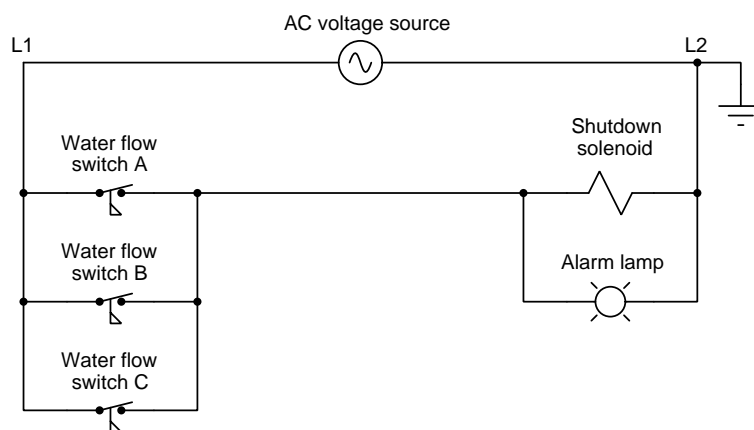 AC voltage source
L1
L2
Water flow
switch A
Shutdown
solenoid
Water flow
switch B
Alarm lamp
Water flow
switch C